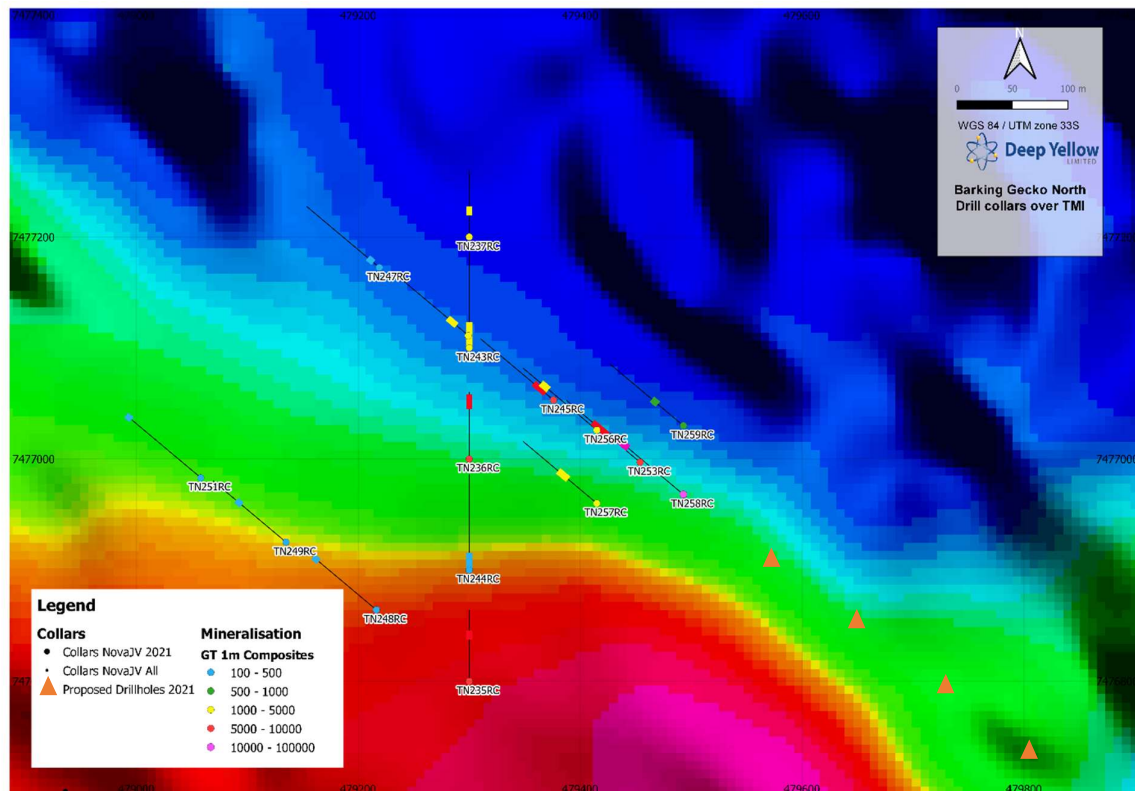 479200
479400
N
0 50 100 m
WGS 84 / UTM zone 33S
Deep Yellow
LIMITED
Barking Gecko North
Drill collars over TMI
7477200
TN237RC
TN247RC
TN243RC
TN245RC
TN256RC
TN259RC
7477000
7477000
TN236RC
TN253RC
TN251RC
TN257RC
TN258RC
TN249RC
TN244RC
TN248RC
TN235RC
Legend
Collars
Collars NovaJV 2021
Collars NovaJV All
Proposed Drillholes 2021
Mineralisation
GT 1m Composites
100 - 500
500 - 1000
1000 - 5000
5000 - 10000
10000 - 100000
479200
479400
479600
479800